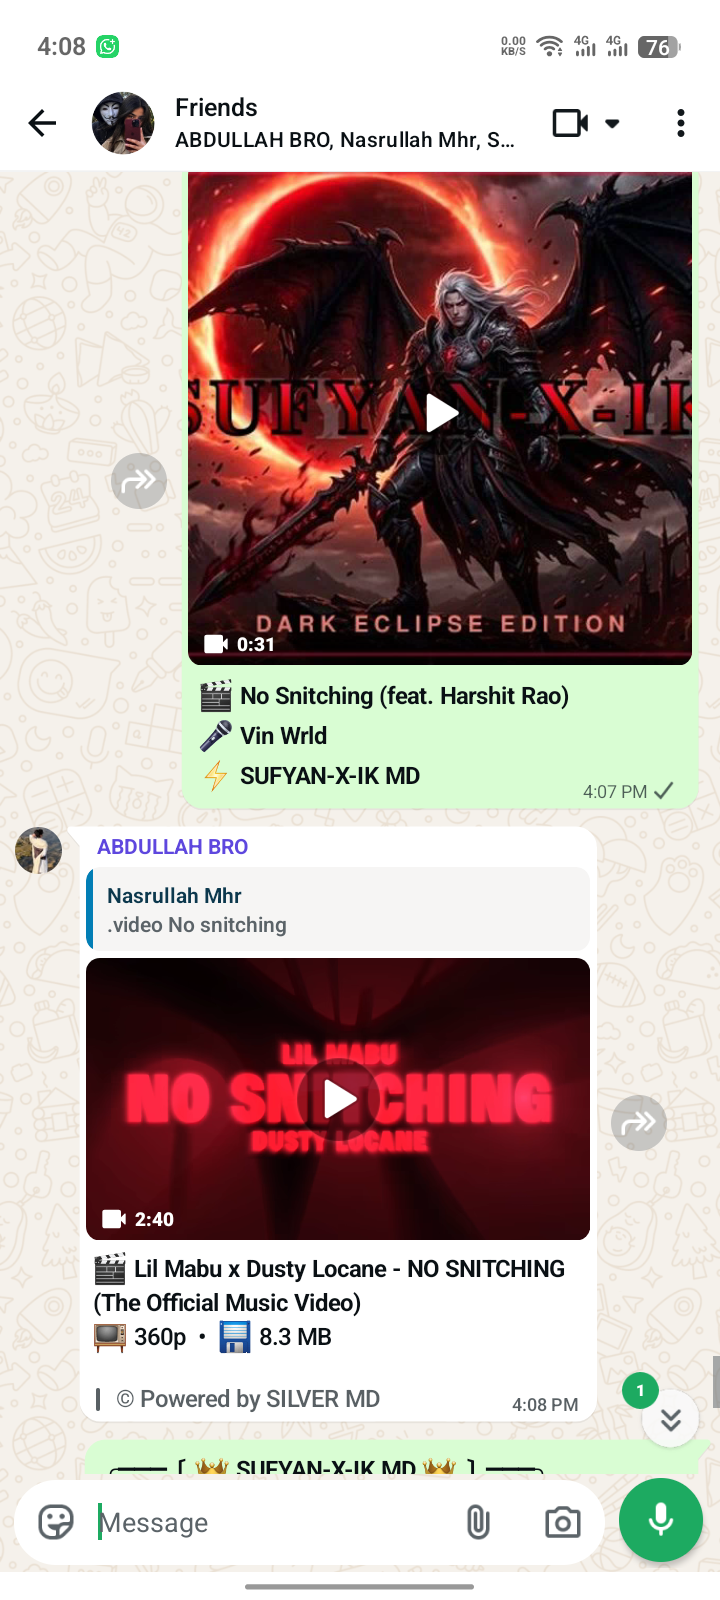 4:08
0.00
KB/S
4G
4G
76
Friends
ABDULLAH BRO, Nasrullah Mhr, S...
SUFYAN-X-IK
DARK ECLIPSE EDITION
0:31
No Snitching (feat. Harshit Rao)
Vin Wrld
SUFYAN-X-IK MD
4:07 PM
ABDULLAH BRO
Nasrullah Mhr
.video No snitching
LIL MABU
NO SNITCHING
DUSTY LOCANE
2:40
Lil Mabu x Dusty Locane - NO SNITCHING
(The Official Music Video)
360p • 8.3 MB
© Powered by SILVER MD
4:08 PM
1
SUFYAN-X-IK MD
Message